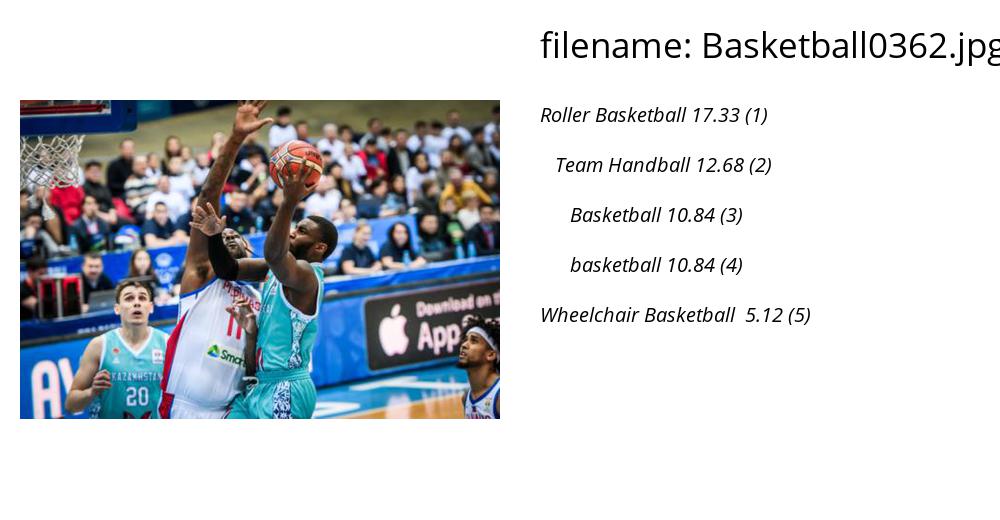 filename: Basketball0362.jpg
Roller Basketball 17.33 (1)
Team Handball 12.68 (2)
Basketball 10.84 (3)
basketball 10.84 (4)
Wheelchair Basketball 5.12 (5)
Download on
App
KAZAKHSTAN
20
11
Smart
AY